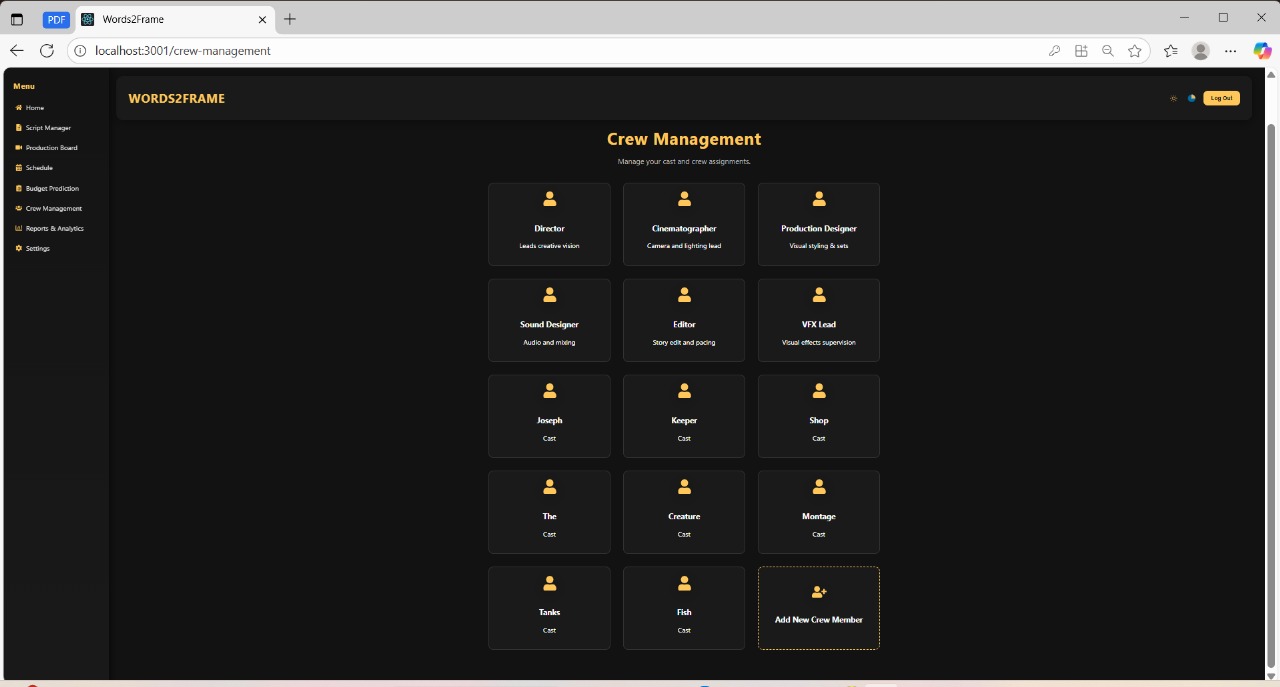 PDF
Words2Frame
localhost:3001/crew-management
Menu
Home
Script Manager
Production Board
Schedule
Budget Prediction
Crew Management
Reports & Analytics
Settings
WORDS2FRAME
Log Out
Crew Management
Manage your cast and crew assignments.
Director
Leads creative vision
Cinematographer
Camera and lighting lead
Production Designer
Visual styling & sets
Sound Designer
Audio and mixing
Editor
Story edit and pacing
VFX Lead
Visual effects supervision
Joseph
Cast
Keeper
Cast
Shop
Cast
The
Cast
Creature
Cast
Montage
Cast
Tanks
Cast
Fish
Cast
Add New Crew Member